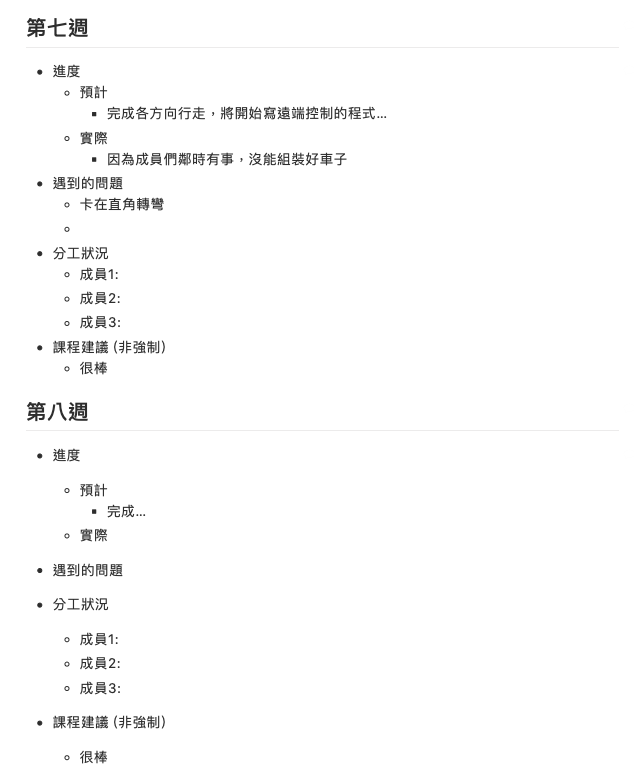 第七週
進度
預計
完成各方向行走，將開始寫遠端控制的程式...
實際
因為成員們鄰時有事，沒能組裝好車子
遇到的問題
卡在直角轉彎
分工狀況
成員1:
成員2:
成員3:
課程建議 (非強制)
很棒
第八週
進度
預計
完成...
實際
遇到的問題
分工狀況
成員1:
成員2:
成員3:
課程建議 (非強制)
很棒